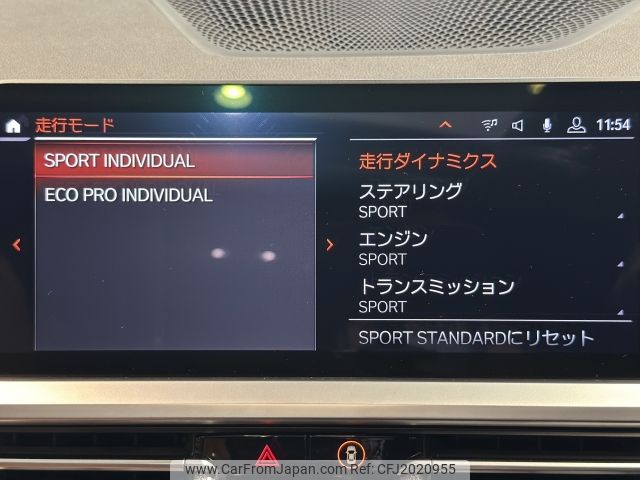 走行モード
11:54
SPORT INDIVIDUAL
ECO PRO INDIVIDUAL
走行ダイナミクス
ステアリング
SPORT
エンジン
SPORT
トランスミッション
SPORT
SPORT STANDARDにリセット
www.CarFromJapan.com for CFJ2020955